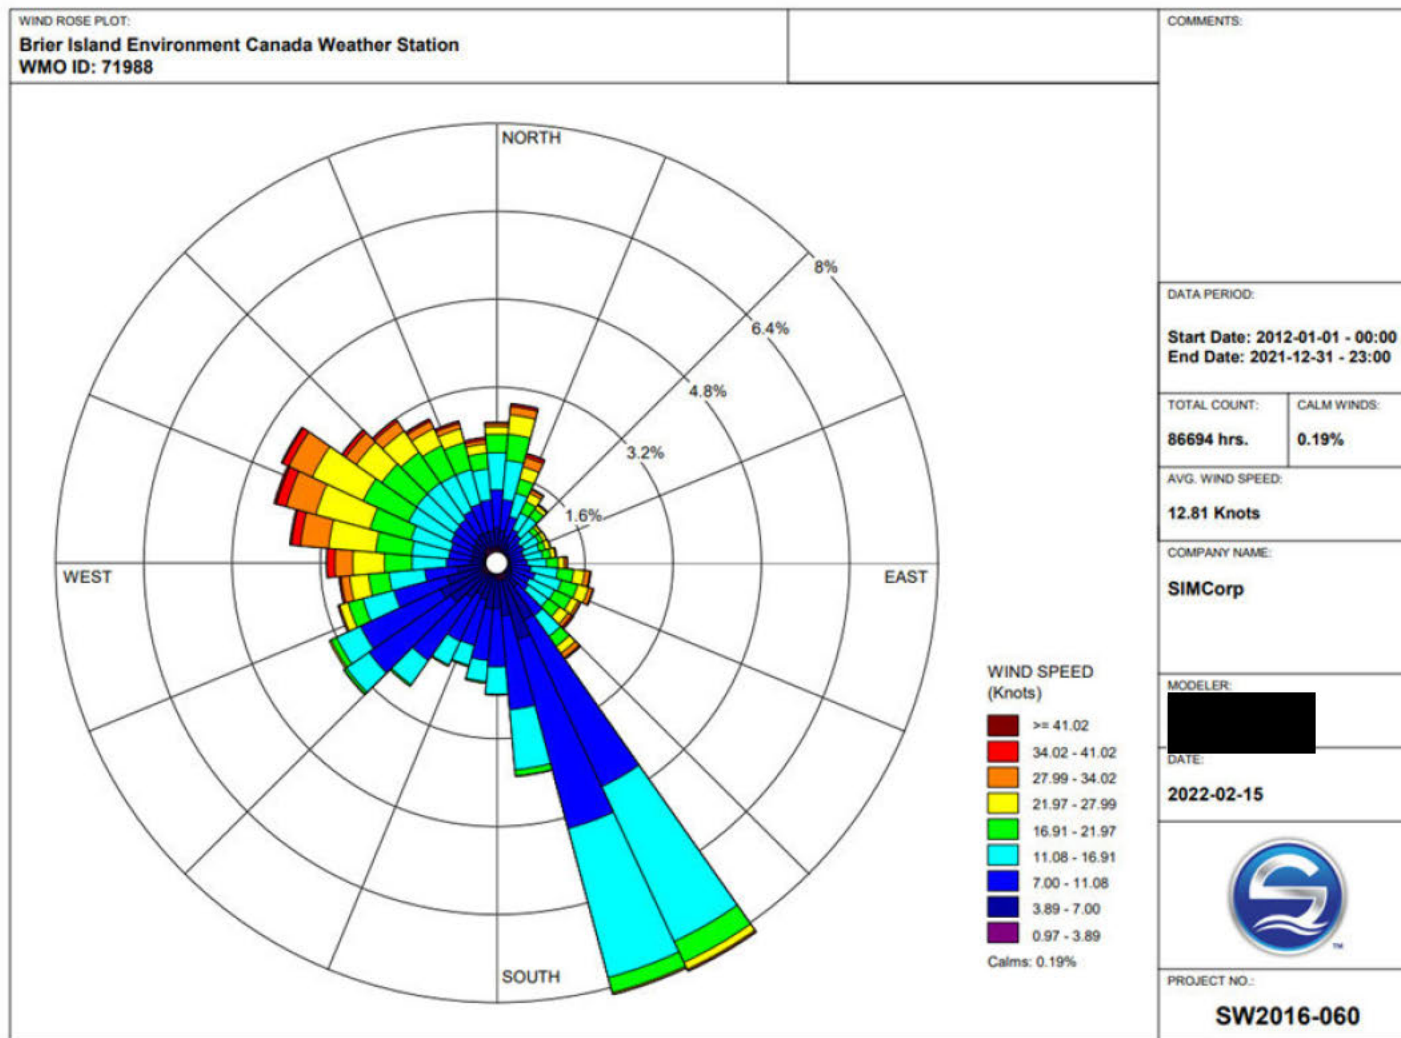 WIND ROSE PLOT:
Brier Island Environment Canada Weather Station
WMO ID: 71988
COMMENTS:
NORTH
8%
6.4%
4.8%
3.2%
1.6%
WEST
EAST
SOUTH
WIND SPEED
(Knots)
>= 41.02
34.02 - 41.02
27.99 - 34.02
21.97 - 27.99
16.91 - 21.97
11.08 - 16.91
7.00 - 11.08
3.89 - 7.00
0.97 - 3.89
Calms: 0.19%
DATA PERIOD:
Start Date: 2012-01-01 - 00:00
End Date: 2021-12-31 - 23:00
TOTAL COUNT:
86694 hrs.
CALM WINDS:
0.19%
AVG. WIND SPEED:
12.81 Knots
COMPANY NAME:
SIMCorp
MODELER:
DATE:
2022-02-15
TM
PROJECT NO.:
SW2016-060